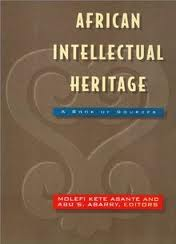 AFRICAN
INTELLECTUAL
HERITAGE
A BOOK OF SOURCES
MOLEFI KETE ASANTE AND
ABU S. ABARRY, EDITORS